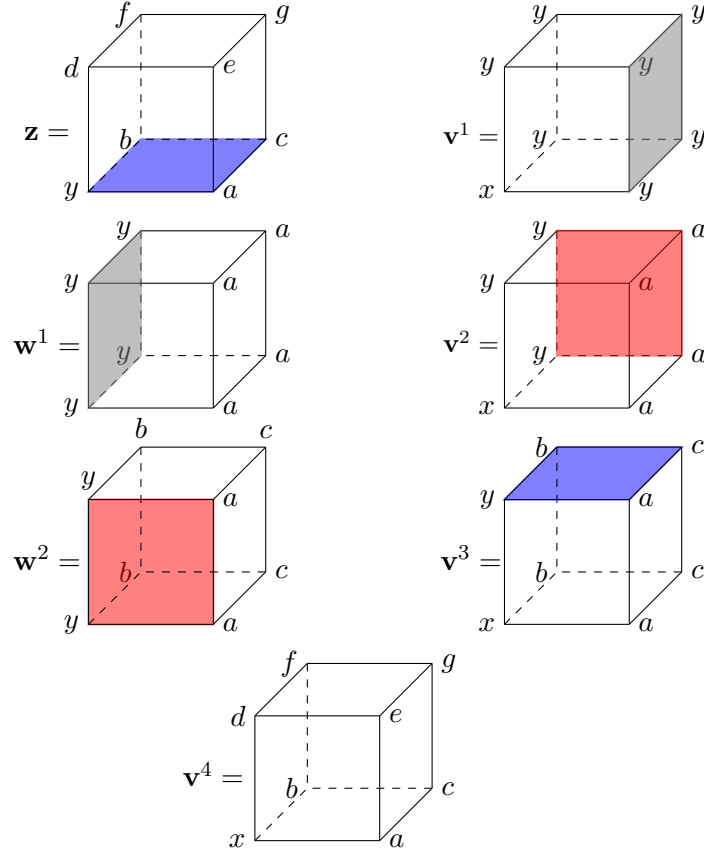 f g y y
d e y y
z = b c v¹ = y y
y a x y
y a y a
y a y a
w¹ = y a v² = y a
y a x a
b c b c
y a y a
w² = b c v³ = b c
y a x a
f g
d e
v⁴ = b c
x a